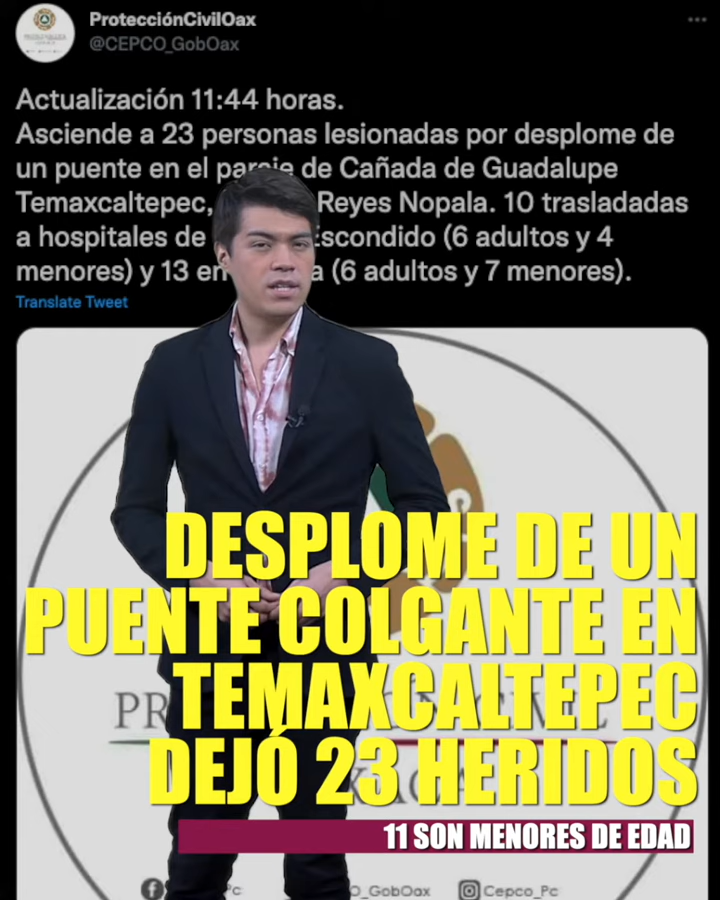 ProtecciónCivilOax
@CEPCO_GobOax
Actualización 11:44 horas.
Asciende a 23 personas lesionadas por desplome de
un puente en el paraje de Cañada de Guadalupe
Temaxcaltepec, Reyes Nopala. 10 trasladadas
a hospitales de Escondido (6 adultos y 4
menores) y 13 en (6 adultos y 7 menores).
Translate Tweet
DESPLOME DE UN
PUENTE COLGANTE EN
TEMAXCALTEPEC
DEJÓ 23 HERIDOS
11 SON MENORES DE EDAD
_GobOax
Cepco_Pc